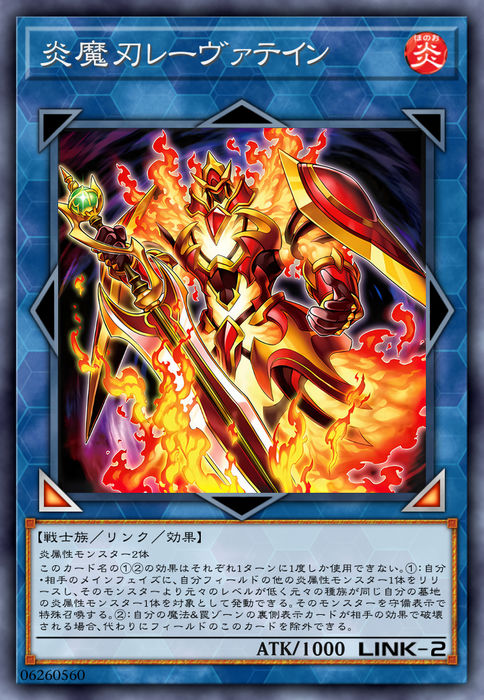 炎魔刃レーヴァテイン
ほのお
炎
【戦士族／リンク／効果】
炎属性モンスター2体
このカード名の①②の効果はそれぞれ1ターンに1度しか使用できない。①：自分
・相手のメインフェイズに、自分フィールドの他の炎属性モンスター1体をリリ
ースし、そのモンスターより元々のレベルが低く元々の種族が同じ自分の墓地
の炎属性モンスター1体を対象として発動できる。そのモンスターを守備表示で
特殊召喚する。②：自分の魔法&罠ゾーンの裏側表示カードが相手の効果で破壊
される場合、代わりにフィールドのこのカードを除外できる。
ATK/1000 LINK-2
06260560